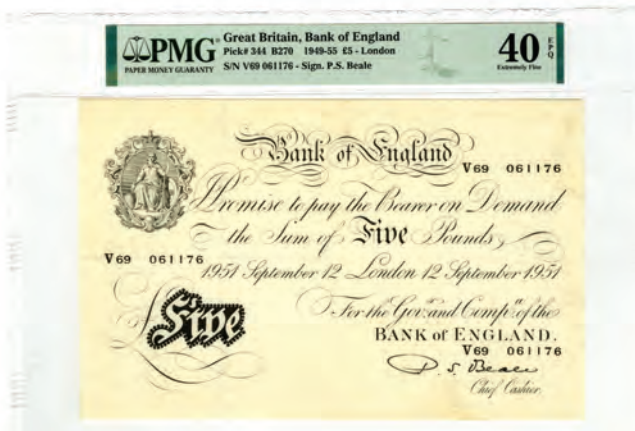 PMG
PAPER MONEY GUARANTY
Great Britain, Bank of England
Pick# 344 B270 1949-55 £5 - London
S/N V69 061176 - Sign. P.S. Beale
40
Extremely Fine
EPQ
Bank of England
V69 061176
Promise to pay the Bearer on Demand
the Sum of Five Pounds
V69 061176
1951 September 12 London 12 September 1951
For the Govr. and Compa. of the
BANK of ENGLAND.
£Five
V69 061176
P. S. Beale
Chief Cashier.